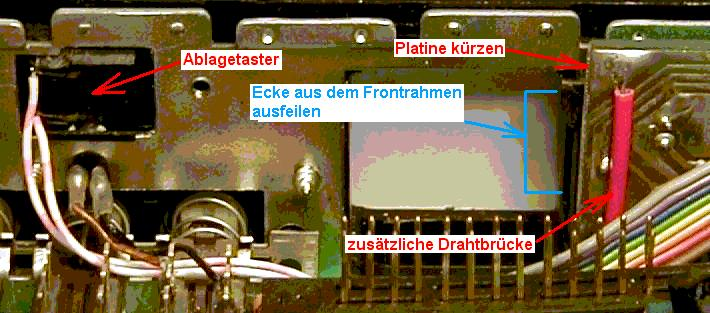 Ablagetaster
Platine kürzen
Ecke aus dem Frontrahmen
ausfeilen
zusätzliche Drahtbrücke